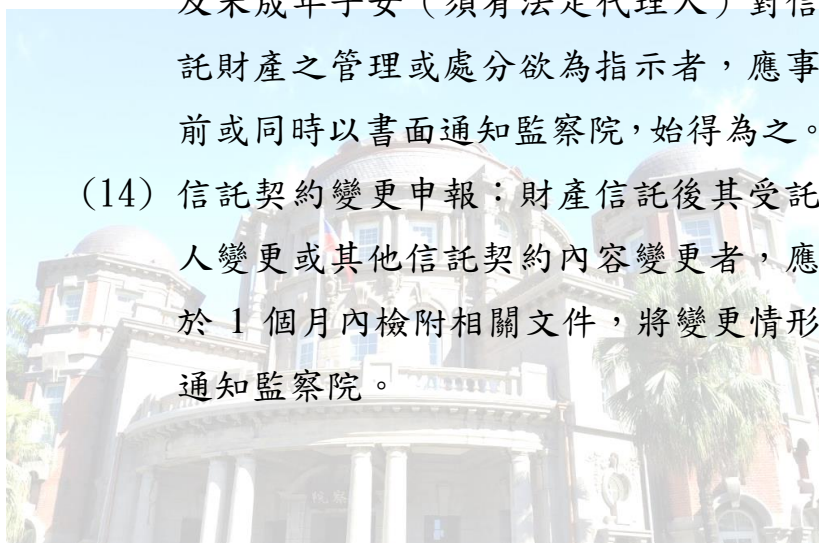 及未成年子女（須有法定代理人）對信
託財產之管理或處分欲為指示者，應事
前或同時以書面通知監察院，始得為之。
(14) 信託契約變更申報：財產信託後其受託
人變更或其他信託契約內容變更者，應
於 1 個月內檢附相關文件，將變更情形
通知監察院。